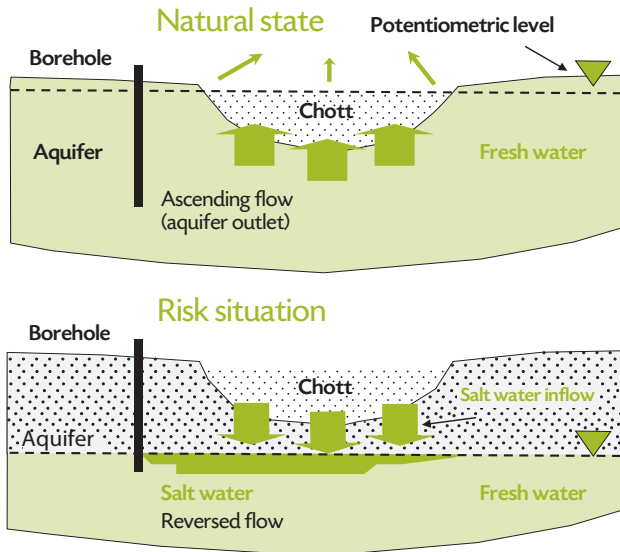 Natural state
Potentiometric level
Borehole
Chott
Aquifer
Fresh water
Ascending flow
(aquifer outlet)
Risk situation
Borehole
Chott
Salt water inflow
Aquifer
Salt water
Fresh water
Reversed flow